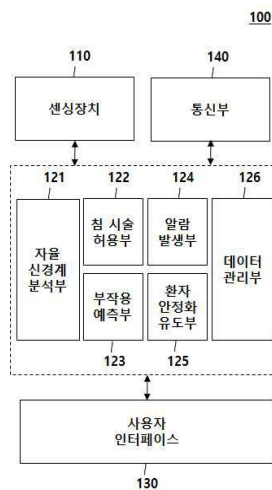 100
110
140
센싱장치
통신부
121
122
124
126
자율
신경계
분석부
침 시술
허용부
알람
발생부
데이터
관리부
부작용
예측부
환자
안정화
유도부
123
125
사용자
인터페이스
130